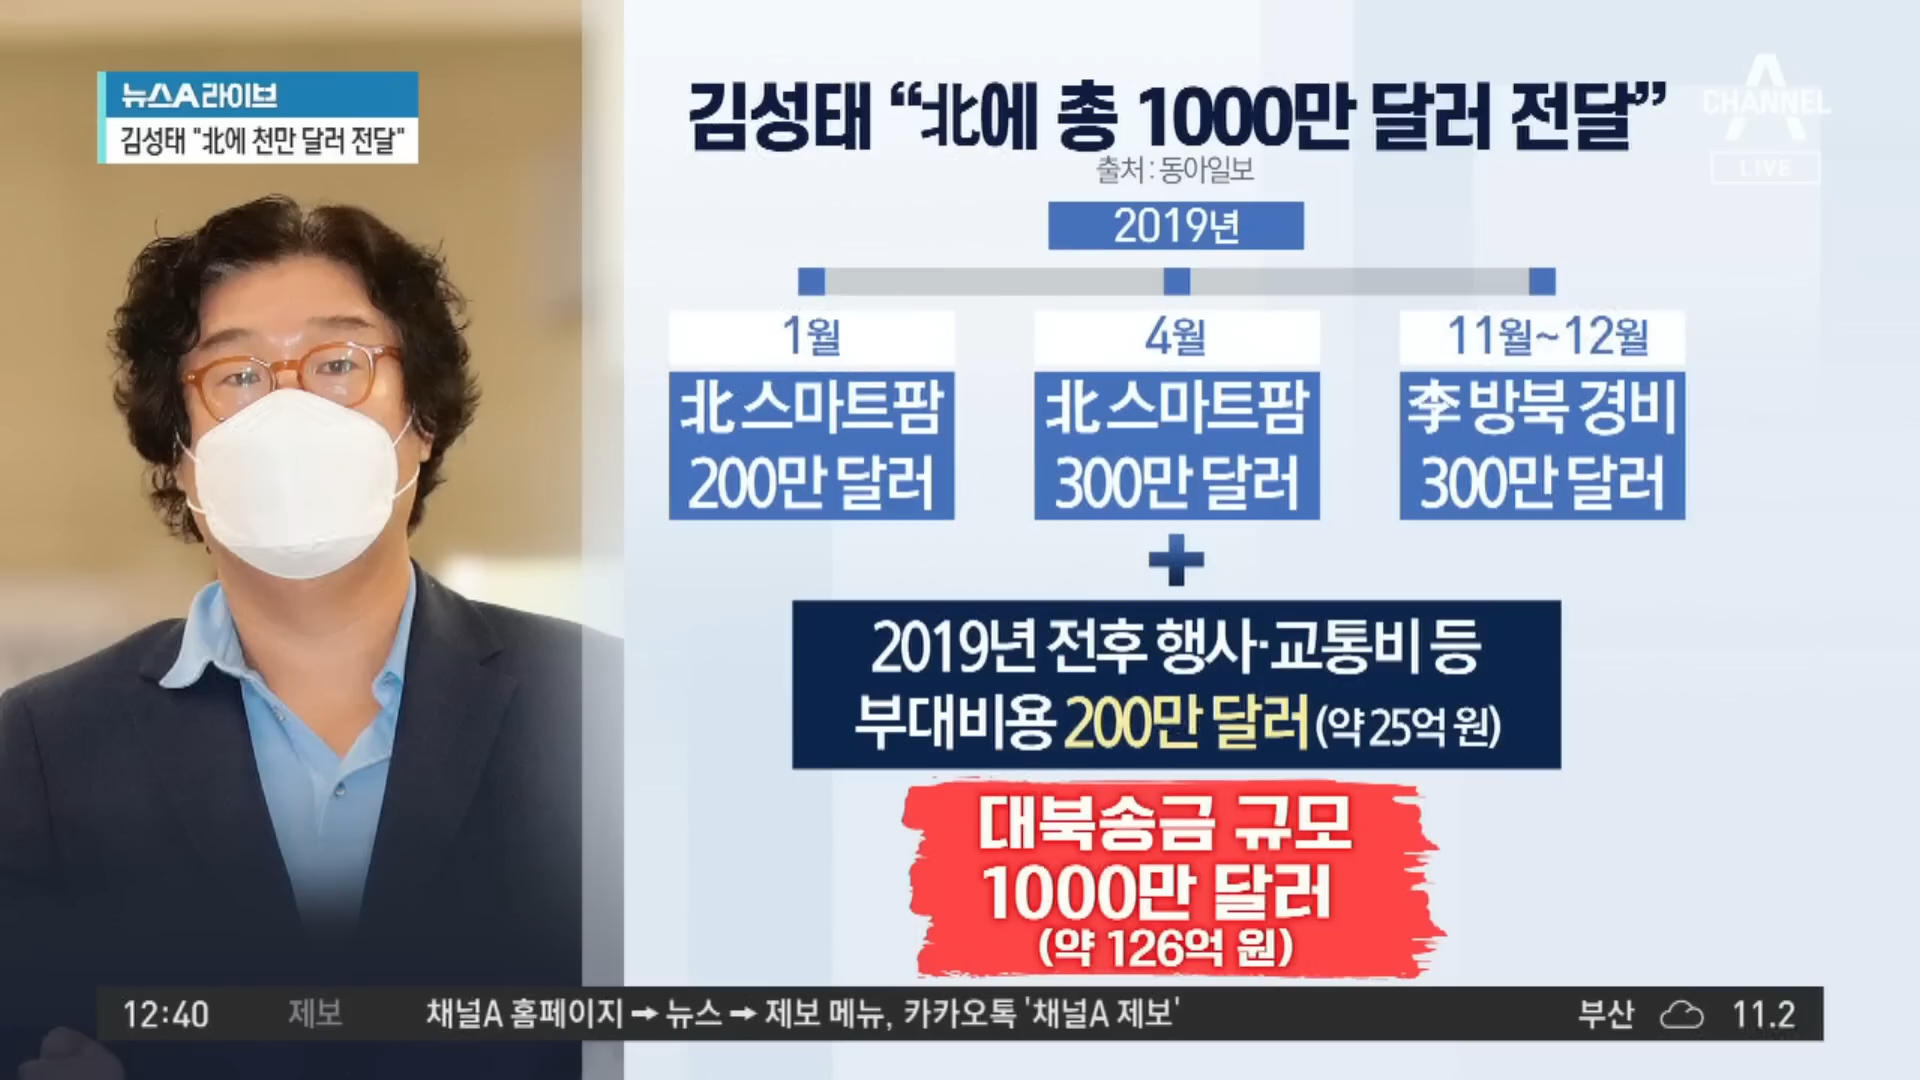 뉴스A 라이브
김성태 "北에 천만 달러 전달"
김성태 “北에 총 1000만 달러 전달”
출처 : 동아일보
CHANNEL A
LIVE
2019년
1월
北 스마트팜
200만 달러
4월
北 스마트팜
300만 달러
11월~12월
李 방북 경비
300만 달러
+
2019년 전후 행사·교통비 등
부대비용 200만 달러(약 25억 원)
대북송금 규모
1000만 달러
(약 126억 원)
12:40 제보 채널A 홈페이지 → 뉴스 → 제보 메뉴, 카카오톡 '채널A 제보' 부산 11.2